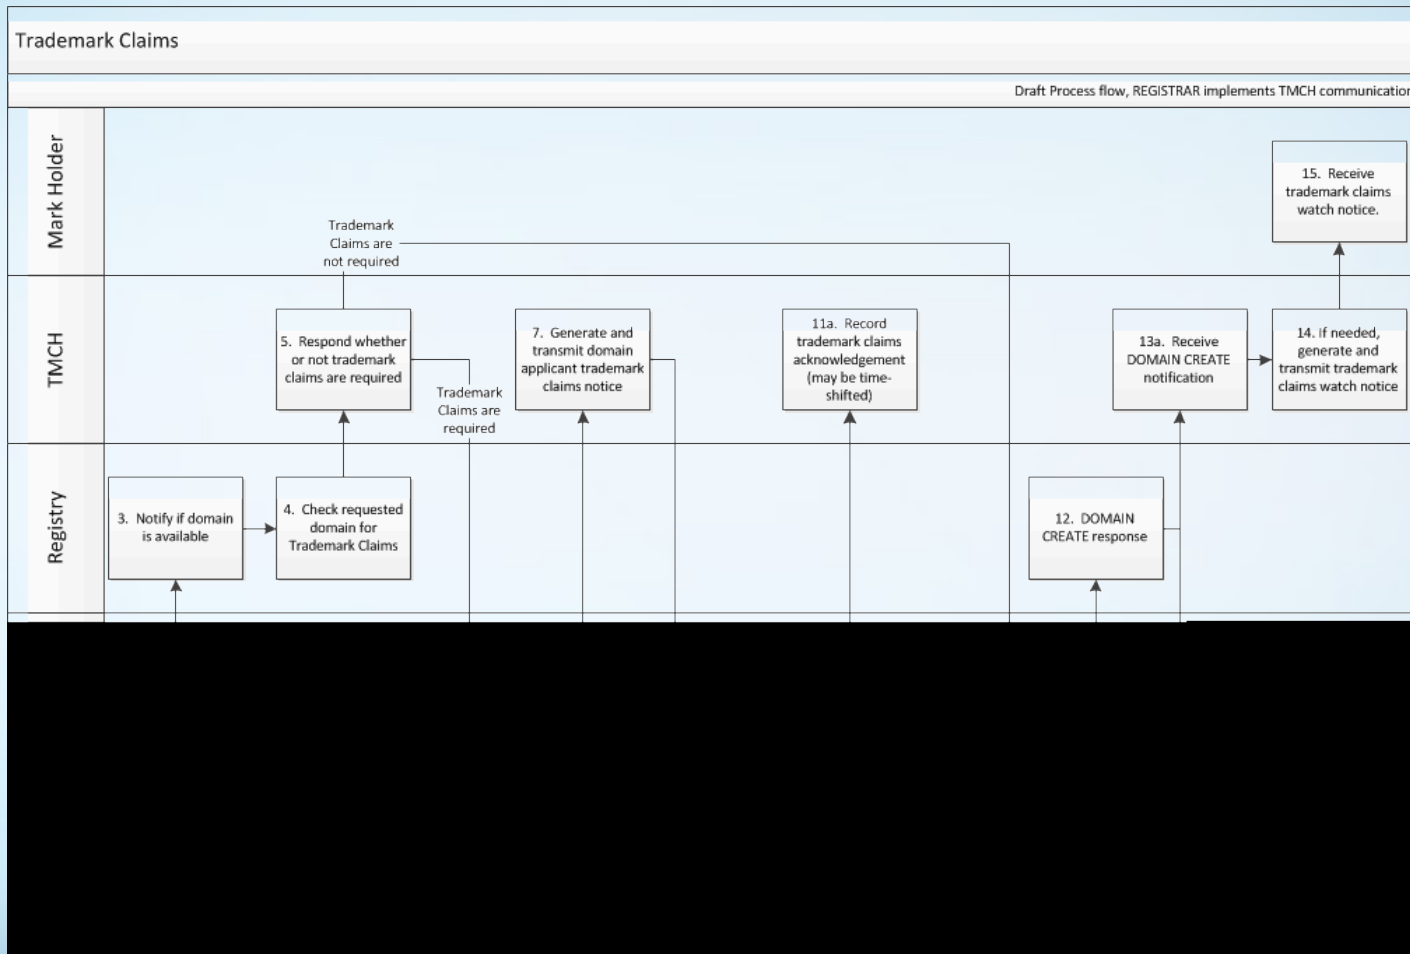 Trademark Claims
Draft Process flow, REGISTRAR implements TMCH communication
Mark Holder
15. Receive
trademark claims
watch notice.
Trademark
Claims are
not required
TMCH
5. Respond whether
or not trademark
claims are required
Trademark
Claims are
required
7. Generate and
transmit domain
applicant trademark
claims notice
11a. Record
trademark claims
acknowledgement
(may be time-
shifted)
13a. Receive
DOMAIN CREATE
notification
14. If needed,
generate and
transmit trademark
claims watch notice
Registry
3. Notify if domain
is available
4. Check requested
domain for
Trademark Claims
12. DOMAIN
CREATE response